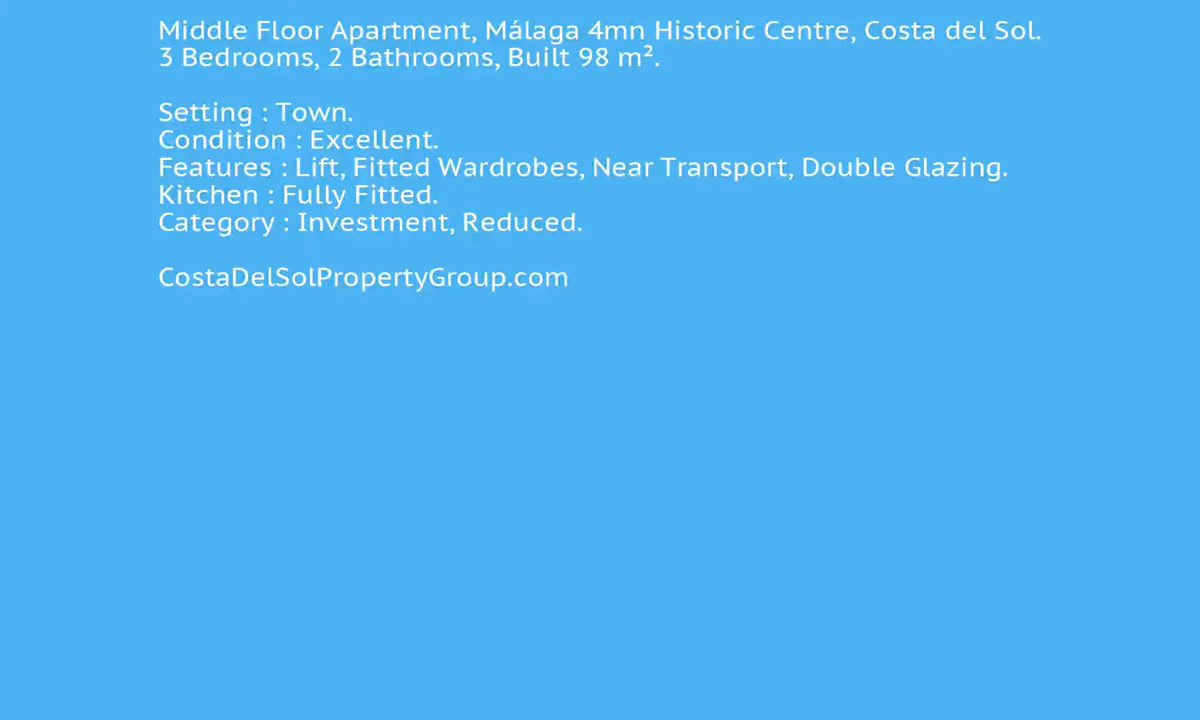 Middle Floor Apartment, Málaga 4mn Historic Centre, Costa del Sol.
3 Bedrooms, 2 Bathrooms, Built 98 m².
Setting : Town.
Condition : Excellent.
Features : Lift, Fitted Wardrobes, Near Transport, Double Glazing.
Kitchen : Fully Fitted.
Category : Investment, Reduced.
CostaDelSolPropertyGroup.com